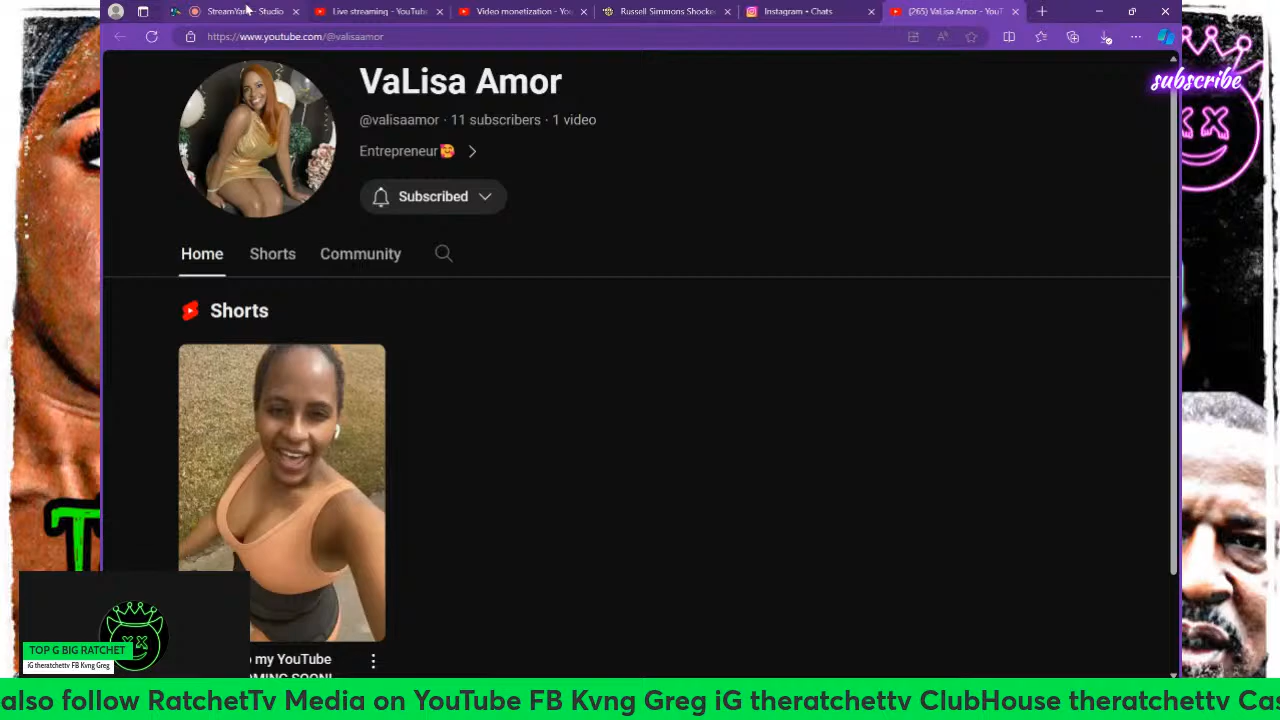 StreamYard - Studio
Live streaming - YouTube
Video moderation - YouTu
Russell Simmons Shocke
Instagram • Chats
(265) VaLisa Amor - YouT
https://www.youtube.com/@valisaamor
subscribe
VaLisa Amor
@valisaamor · 11 subscribers · 1 video
Entrepreneur🥰
Subscribed
Home
Shorts
Community
Shorts
my YouTube
TOP G BIG RATCHET
iG theratchettv FB Kvng Greg
also follow RatchetTv Media on YouTube FB Kvng Greg iG theratchettv ClubHouse theratchettv Cas